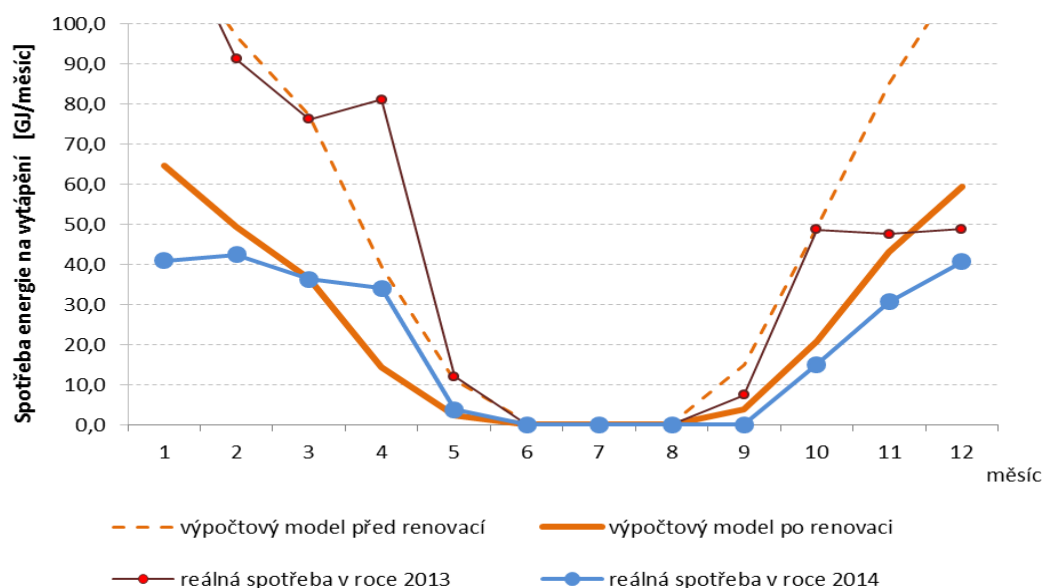 Spotřeba energie na vytápění [GJ/měsíc]
100,0
90,0
80,0
70,0
60,0
50,0
40,0
30,0
20,0
10,0
0,0
1 2 3 4 5 6 7 8 9 10 11 12
měsíc
výpočtový model před renovací
výpočtový model po renovaci
reálná spotřeba v roce 2013
reálná spotřeba v roce 2014